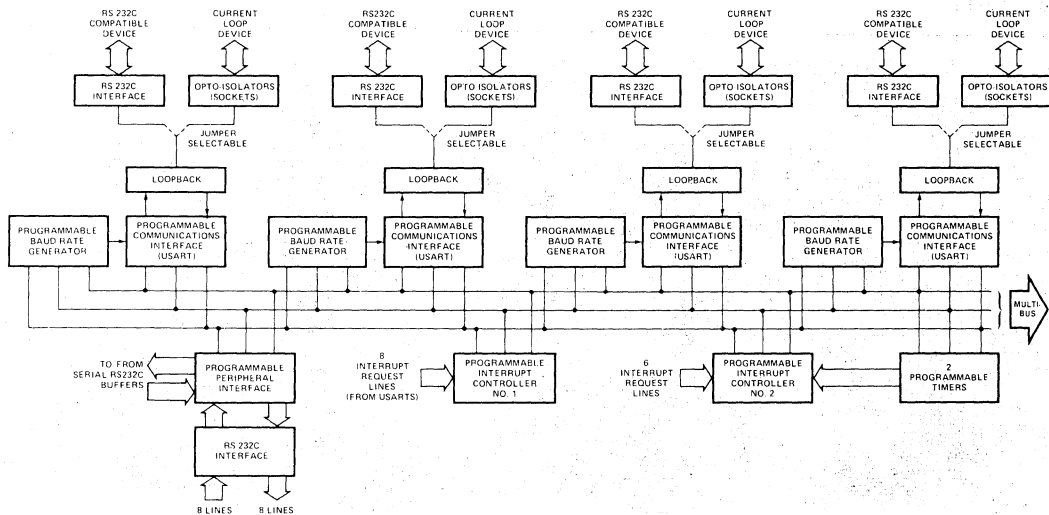 RS 232C
COMPATIBLE
DEVICE
CURRENT
LOOP
DEVICE
RS232C
COMPATIBLE
DEVICE
CURRENT
LOOP
DEVICE
RS 232C
COMPATIBLE
DEVICE
CURRENT
LOOP
DEVICE
RS 232C
COMPATIBLE
DEVICE
CURRENT
LOOP
DEVICE
RS 232C
INTERFACE
OPTO-ISOLATORS
(SOCKETS)
RS 232C
INTERFACE
OPTO-ISOLATORS
(SOCKETS)
RS 232C
INTERFACE
OPTO-ISOLATORS
(SOCKETS)
RS 232C
INTERFACE
OPTO-ISOLATORS
(SOCKETS)
JUMPER
SELECTABLE
JUMPER
SELECTABLE
JUMPER
SELECTABLE
JUMPER
SELECTABLE
LOOPBACK
LOOPBACK
LOOPBACK
LOOPBACK
PROGRAMMABLE
BAUD RATE
GENERATOR
PROGRAMMABLE
COMMUNICATIONS
INTERFACE
(USART)
PROGRAMMABLE
BAUD RATE
GENERATOR
PROGRAMMABLE
COMMUNICATIONS
INTERFACE
(USART)
PROGRAMMABLE
BAUD RATE
GENERATOR
PROGRAMMABLE
COMMUNICATIONS
INTERFACE
(USART)
PROGRAMMABLE
BAUD RATE
GENERATOR
PROGRAMMABLE
COMMUNICATIONS
INTERFACE
(USART)
MULTI-
BUS
TO FROM
SERIAL RS232C
BUFFERS
PROGRAMMABLE
PERIPHERAL
INTERFACE
8
INTERRUPT
REQUEST
LINES
(FROM USARTS)
PROGRAMMABLE
INTERRUPT
CONTROLLER
NO. 1
6
INTERRUPT
REQUEST
LINES
PROGRAMMABLE
INTERRUPT
CONTROLLER
NO. 2
2
PROGRAMMABLE
TIMERS
RS 232C
INTERFACE
8 LINES
8 LINES